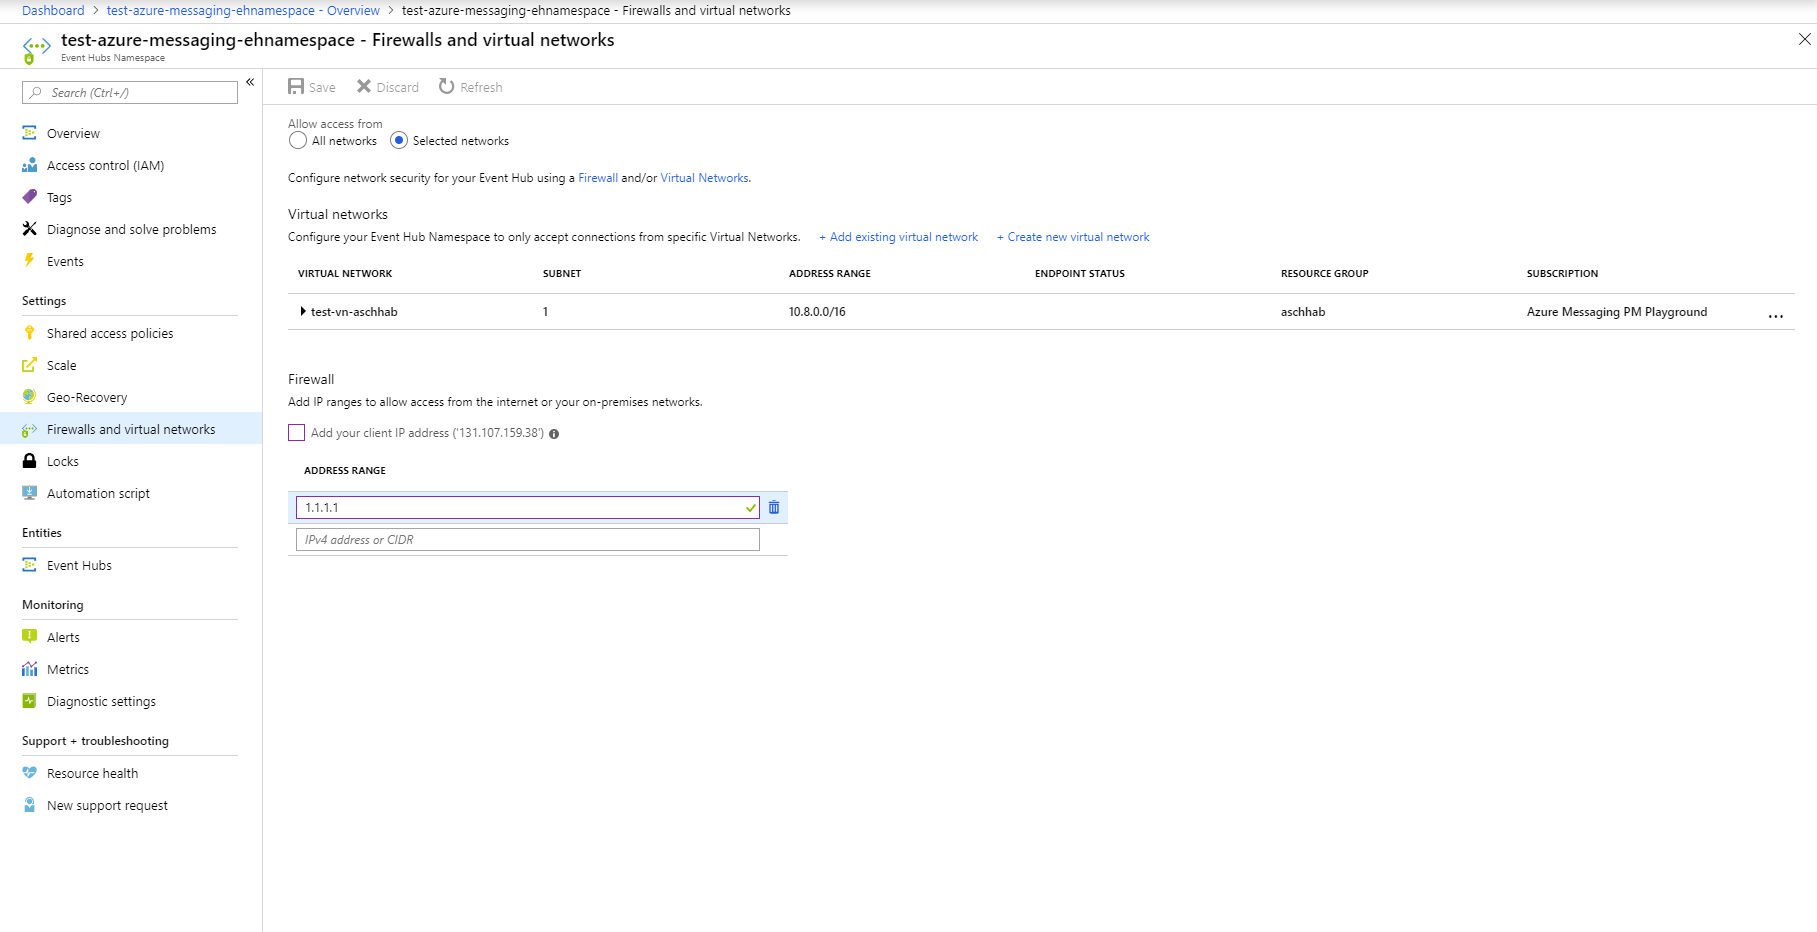 Dashboard > test-azure-messaging-ehnamespace - Overview > test-azure-messaging-ehnamespace - Firewalls and virtual networks
test-azure-messaging-ehnamespace - Firewalls and virtual networks
Event Hubs Namespace
Search (Ctrl+/)
«
Overview
Access control (IAM)
Tags
Diagnose and solve problems
Events
Settings
Shared access policies
Scale
Geo-Recovery
Firewalls and virtual networks
Locks
Automation script
Entities
Event Hubs
Monitoring
Alerts
Metrics
Diagnostic settings
Support + troubleshooting
Resource health
New support request
Save Discard Refresh
Allow access from
All networks Selected networks
Configure network security for your Event Hub using a Firewall and/or Virtual Networks.
Virtual networks
Configure your Event Hub Namespace to only accept connections from specific Virtual Networks. + Add existing virtual network + Create new virtual network
VIRTUAL NETWORK SUBNET ADDRESS RANGE ENDPOINT STATUS RESOURCE GROUP SUBSCRIPTION
test-vn-aschhab 1 10.8.0.0/16 aschhab Azure Messaging PM Playground ...
Firewall
Add IP ranges to allow access from the internet or your on-premises networks.
Add your client IP address ('131.107.159.38')
ADDRESS RANGE
1.1.1.1
IPv4 address or CIDR